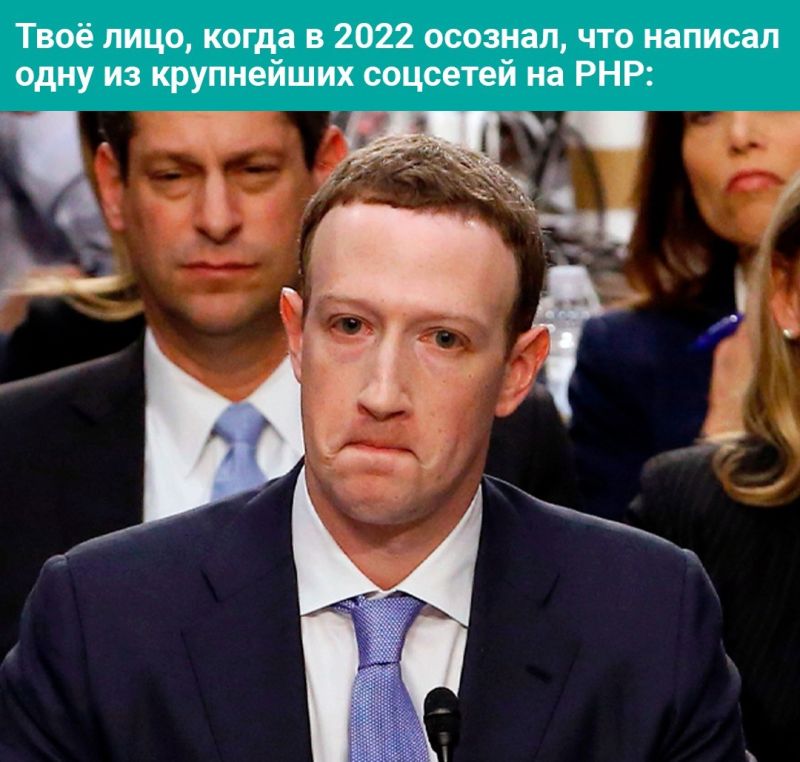 Твоё лицо, когда в 2022 осознал, что написал
одну из крупнейших соцсетей на PHP: